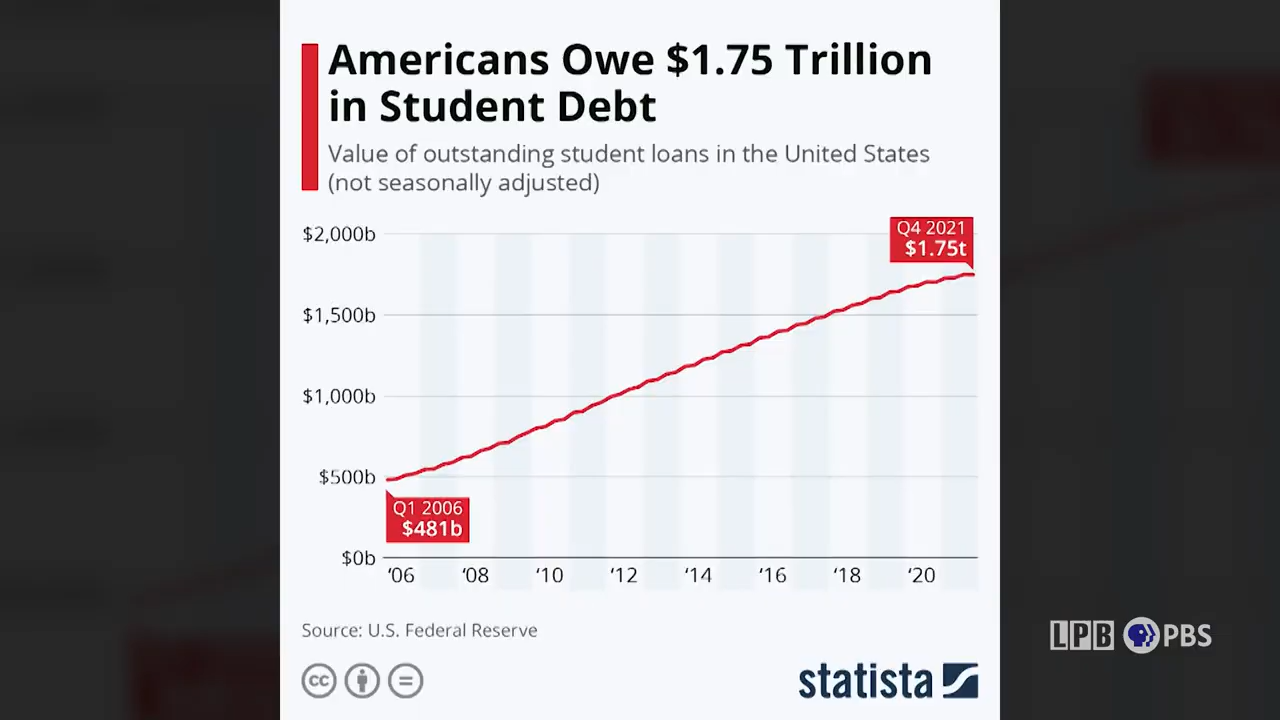 Americans Owe $1.75 Trillion
in Student Debt
Value of outstanding student loans in the United States
(not seasonally adjusted)
$2,000b
$1,500b
$1,000b
$500b
$0b
Q4 2021
$1.75t
Q1 2006
$481b
‘06 ‘08 ‘10 ‘12 ‘14 ‘16 ‘18 ‘20
Source: U.S. Federal Reserve
cc
=
statista
LPB PBS